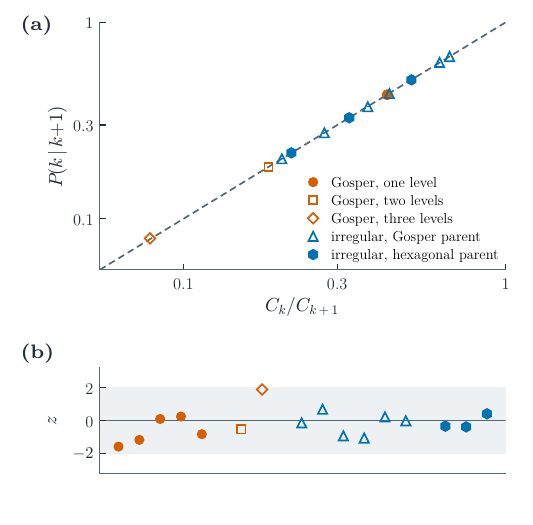 (a)
1
0.3
0.1
P(k | k+1)
Gosper, one level
Gosper, two levels
Gosper, three levels
irregular, Gosper parent
irregular, hexagonal parent
0.1 0.3 1
C_k/C_{k+1}
(b)
2
0
−2
z